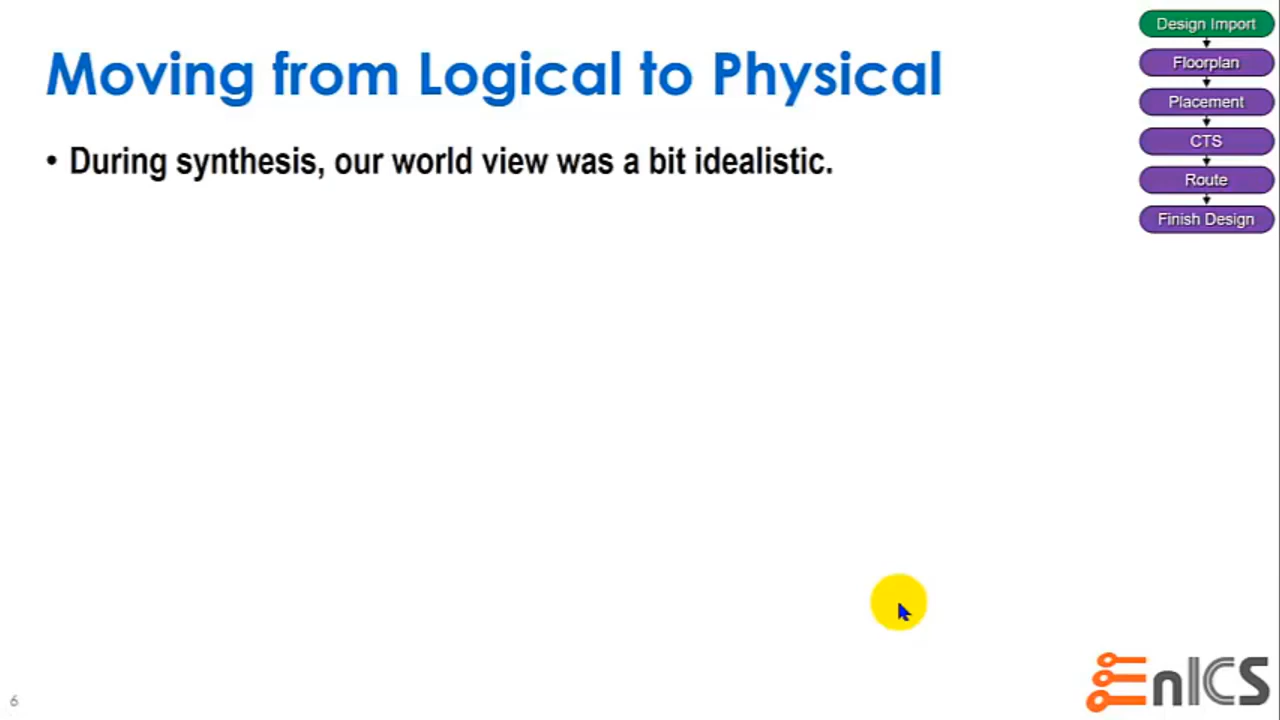 Moving from Logical to Physical
• During synthesis, our world view was a bit idealistic.
Design Import
Floorplan
Placement
CTS
Route
Finish Design
6
EnICS